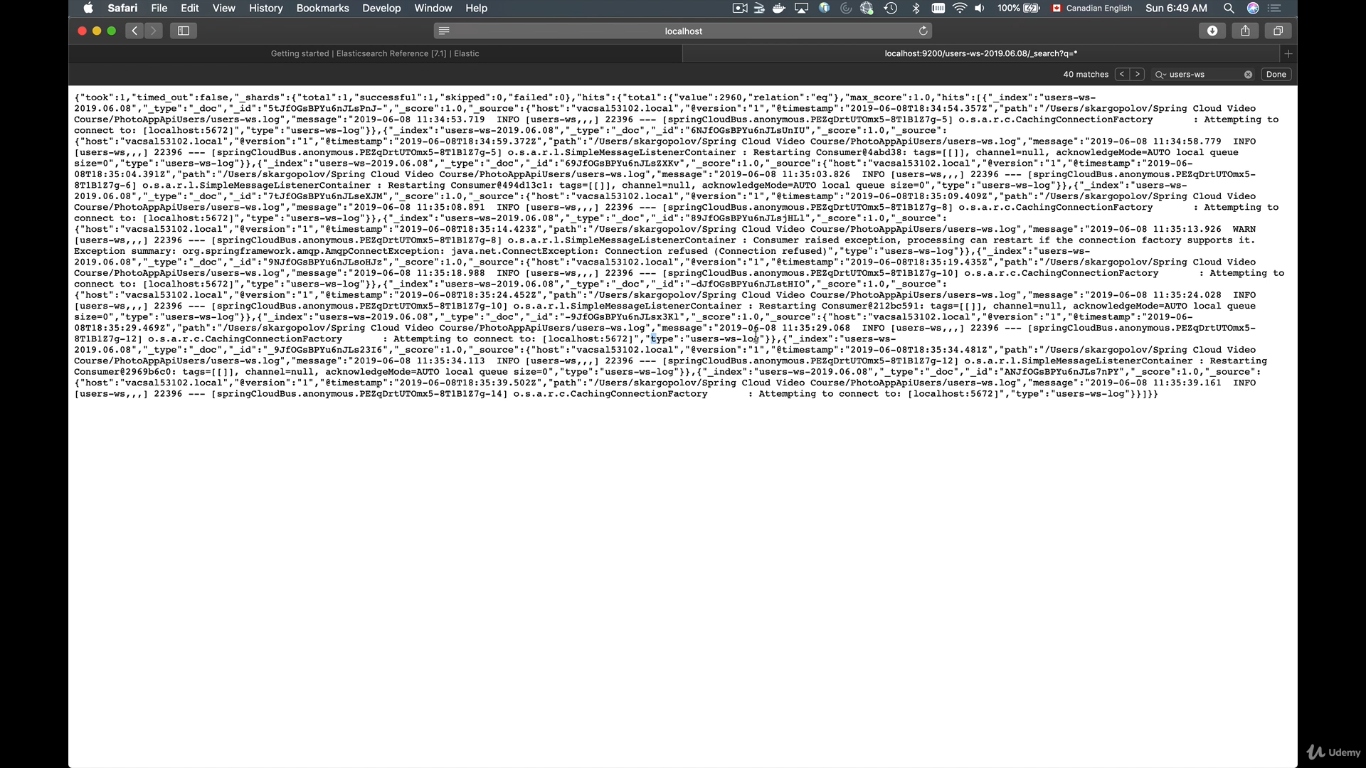 Safari File Edit View History Bookmarks Develop Window Help 100% Canadian English Sun 6:49 AM
localhost
Getting started | Elasticsearch Reference [7.1] | Elastic localhost:9200/users-ws-2019.06.08/_search?q=*
40 matches users-ws Done
{"took":1,"timed_out":false,"_shards":{"total":1,"successful":1,"skipped":0,"failed":0},"hits":{"total":{"value":2960,"relation":"eq"},"max_score":1.0,"hits":[{"_index":"users-ws-
2019.06.08","_type":"_doc","_id":"5tJfOGsBPYu6nJLsPnJ-","_score":1.0,"_source":{"host":"vacsal53102.local","@version":"1","@timestamp":"2019-06-08T18:34:54.357Z","path":"/Users/skargopolov/Spring Cloud Video
Course/PhotoAppApiUsers/users-ws.log","message":"2019-06-08 11:34:53.719 INFO [users-ws,,,] 22396 --- [springCloudBus.anonymous.PEZqDrtUTOmx5-8T1B1Z7g-5] o.s.a.r.c.CachingConnectionFactory : Attempting to
connect to: [localhost:5672]","type":"users-ws-log"}},{"_index":"users-ws-2019.06.08","_type":"_doc","_id":"6NJfOGsBPYu6nJLsUnIU","_score":1.0,"_source":
{"host":"vacsal53102.local","@version":"1","@timestamp":"2019-06-08T18:34:59.372Z","path":"/Users/skargopolov/Spring Cloud Video Course/PhotoAppApiUsers/users-ws.log","message":"2019-06-08 11:34:58.779 INFO
[users-ws,,,] 22396 --- [springCloudBus.anonymous.PEZqDrtUTOmx5-8T1B1Z7g-5] o.s.a.r.l.SimpleMessageListenerContainer : Restarting Consumer@4abd38: tags=[[]], channel=null, acknowledgeMode=AUTO local queue
size=0","type":"users-ws-log"}},{"_index":"users-ws-2019.06.08","_type":"_doc","_id":"69JfOGsBPYu6nJLsZXKv","_score":1.0,"_source":{"host":"vacsal53102.local","@version":"1","@timestamp":"2019-06-
08T18:35:04.391Z","path":"/Users/skargopolov/Spring Cloud Video Course/PhotoAppApiUsers/users-ws.log","message":"2019-06-08 11:35:03.826 INFO [users-ws,,,] 22396 --- [springCloudBus.anonymous.PEZqDrtUTOmx5-
8T1B1Z7g-6] o.s.a.r.l.SimpleMessageListenerContainer : Restarting Consumer@494d13c1: tags=[[]], channel=null, acknowledgeMode=AUTO local queue size=0","type":"users-ws-log"}},{"_index":"users-ws-
2019.06.08","_type":"_doc","_id":"7tJfOGsBPYu6nJLseXJM","_score":1.0,"_source":{"host":"vacsal53102.local","@version":"1","@timestamp":"2019-06-08T18:35:09.409Z","path":"/Users/skargopolov/Spring Cloud Video
Course/PhotoAppApiUsers/users-ws.log","message":"2019-06-08 11:35:08.891 INFO [users-ws,,,] 22396 --- [springCloudBus.anonymous.PEZqDrtUTOmx5-8T1B1Z7g-8] o.s.a.r.c.CachingConnectionFactory : Attempting to
connect to: [localhost:5672]","type":"users-ws-log"}},{"_index":"users-ws-2019.06.08","_type":"_doc","_id":"89JfOGsBPYu6nJLsjHLl","_score":1.0,"_source":
{"host":"vacsal53102.local","@version":"1","@timestamp":"2019-06-08T18:35:14.423Z","path":"/Users/skargopolov/Spring Cloud Video Course/PhotoAppApiUsers/users-ws.log","message":"2019-06-08 11:35:13.926 WARN
[users-ws,,,] 22396 --- [springCloudBus.anonymous.PEZqDrtUTOmx5-8T1B1Z7g-8] o.s.a.r.l.SimpleMessageListenerContainer : Consumer raised exception, processing can restart if the connection factory supports it.
Exception summary: org.springframework.amqp.AmqpConnectException: java.net.ConnectException: Connection refused (Connection refused)","type":"users-ws-log"}},{"_index":"users-ws-
2019.06.08","_type":"_doc","_id":"9NJfOGsBPYu6nJLsoHJz","_score":1.0,"_source":{"host":"vacsal53102.local","@version":"1","@timestamp":"2019-06-08T18:35:19.435Z","path":"/Users/skargopolov/Spring Cloud Video
Course/PhotoAppApiUsers/users-ws.log","message":"2019-06-08 11:35:18.988 INFO [users-ws,,,] 22396 --- [springCloudBus.anonymous.PEZqDrtUTOmx5-8T1B1Z7g-10] o.s.a.r.c.CachingConnectionFactory : Attempting to
connect to: [localhost:5672]","type":"users-ws-log"}},{"_index":"users-ws-2019.06.08","_type":"_doc","_id":"-dJfOGsBPYu6nJLstHIO","_score":1.0,"_source":
{"host":"vacsal53102.local","@version":"1","@timestamp":"2019-06-08T18:35:24.452Z","path":"/Users/skargopolov/Spring Cloud Video Course/PhotoAppApiUsers/users-ws.log","message":"2019-06-08 11:35:24.028 INFO
[users-ws,,,] 22396 --- [springCloudBus.anonymous.PEZqDrtUTOmx5-8T1B1Z7g-10] o.s.a.r.l.SimpleMessageListenerContainer : Restarting Consumer@212bc591: tags=[[]], channel=null, acknowledgeMode=AUTO local queue
size=0","type":"users-ws-log"}},{"_index":"users-ws-2019.06.08","_type":"_doc","_id":"-9JfOGsBPYu6nJLsx3Kl","_score":1.0,"_source":{"host":"vacsal53102.local","@version":"1","@timestamp":"2019-06-
08T18:35:29.469Z","path":"/Users/skargopolov/Spring Cloud Video Course/PhotoAppApiUsers/users-ws.log","message":"2019-06-08 11:35:29.068 INFO [users-ws,,,] 22396 --- [springCloudBus.anonymous.PEZqDrtUTOmx5-
8T1B1Z7g-12] o.s.a.r.c.CachingConnectionFactory : Attempting to connect to: [localhost:5672]","type":"users-ws-log"}},{"_index":"users-ws-
2019.06.08","_type":"_doc","_id":"_9JfOGsBPYu6nJLs23I6","_score":1.0,"_source":{"host":"vacsal53102.local","@version":"1","@timestamp":"2019-06-08T18:35:34.481Z","path":"/Users/skargopolov/Spring Cloud Video
Course/PhotoAppApiUsers/users-ws.log","message":"2019-06-08 11:35:34.113 INFO [users-ws,,,] 22396 --- [springCloudBus.anonymous.PEZqDrtUTOmx5-8T1B1Z7g-12] o.s.a.r.l.SimpleMessageListenerContainer : Restarting
Consumer@2969b6c0: tags=[[]], channel=null, acknowledgeMode=AUTO local queue size=0","type":"users-ws-log"}},{"_index":"users-ws-2019.06.08","_type":"_doc","_id":"ANJfOGsBPYu6nJLs7nPY","_score":1.0,"_source":
{"host":"vacsal53102.local","@version":"1","@timestamp":"2019-06-08T18:35:39.502Z","path":"/Users/skargopolov/Spring Cloud Video Course/PhotoAppApiUsers/users-ws.log","message":"2019-06-08 11:35:39.161 INFO
[users-ws,,,] 22396 --- [springCloudBus.anonymous.PEZqDrtUTOmx5-8T1B1Z7g-14] o.s.a.r.c.CachingConnectionFactory : Attempting to connect to: [localhost:5672]","type":"users-ws-log"}}]}}
Udemy